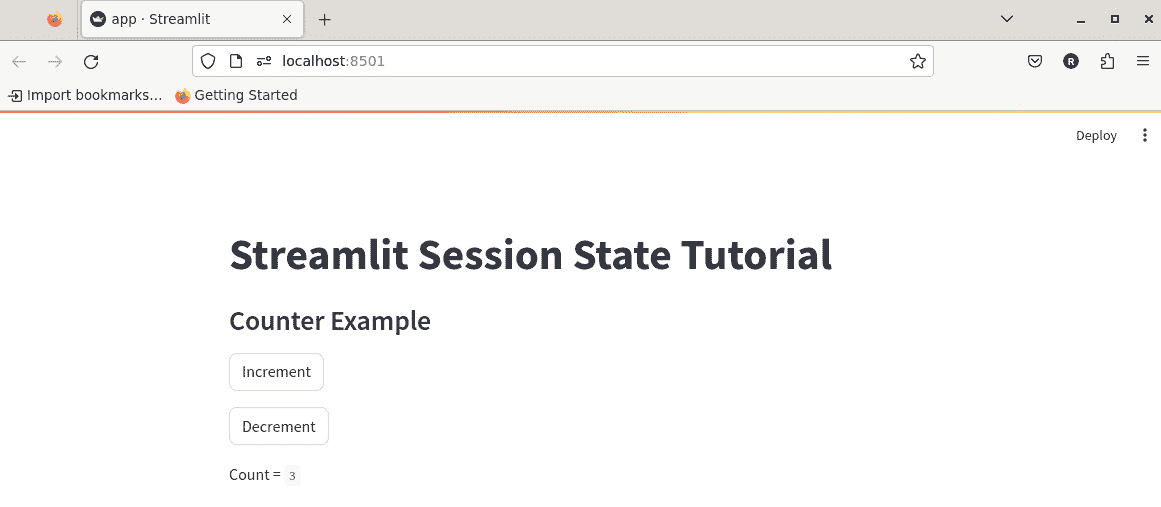 app · Streamlit
localhost:8501
R
Import bookmarks...
Getting Started
Deploy
Streamlit Session State Tutorial
Counter Example
Increment
Decrement
Count = 3